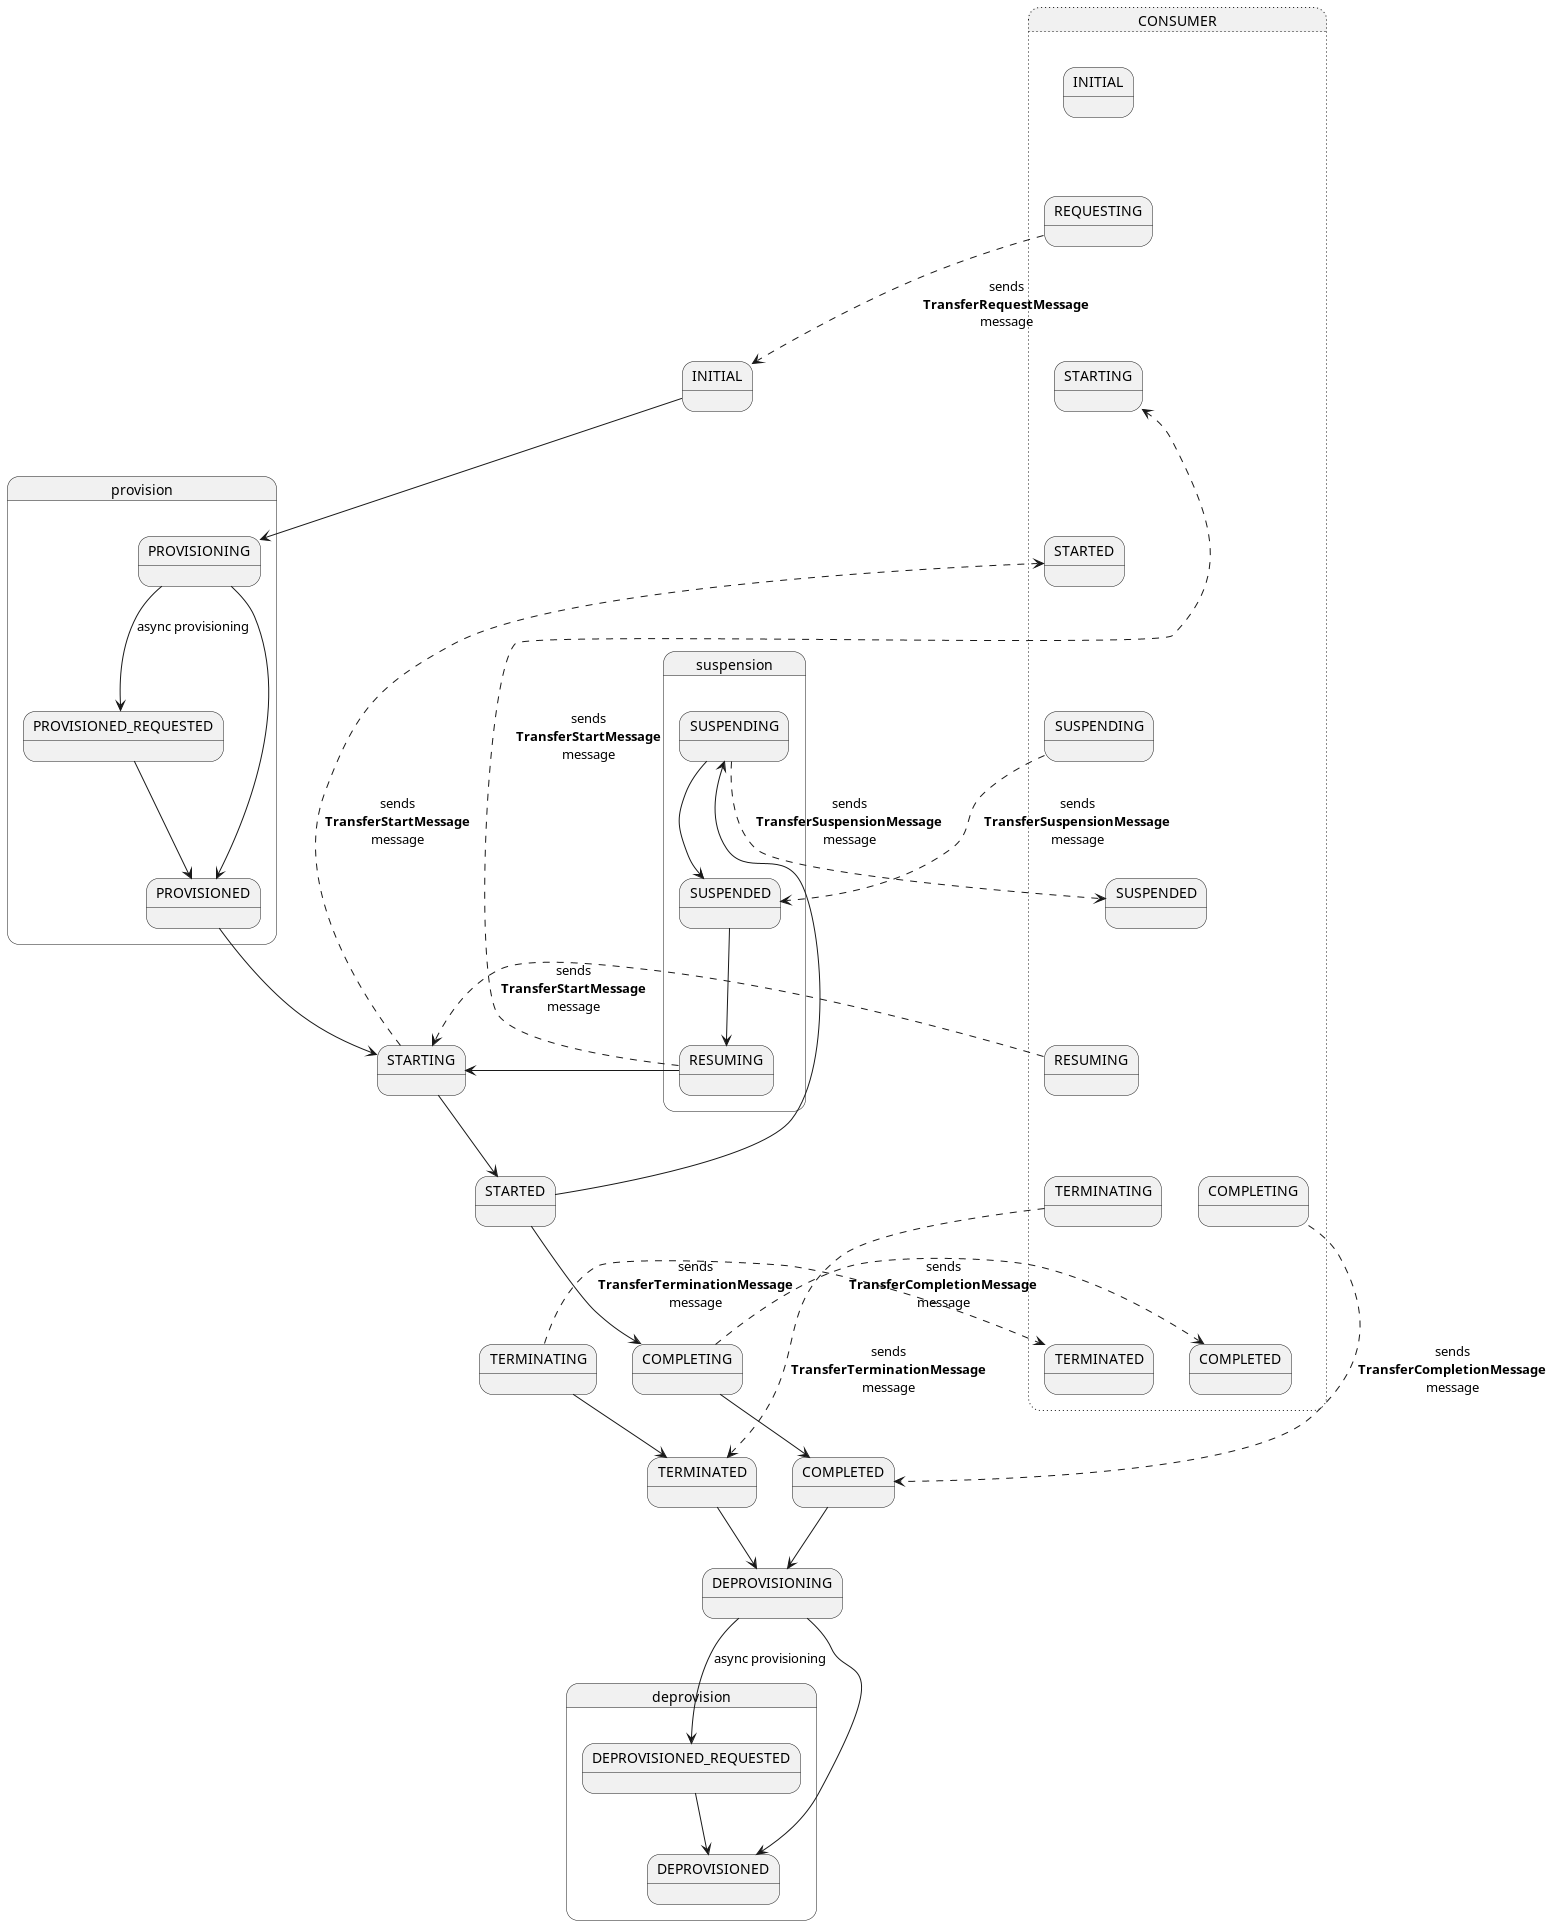 CONSUMER
INITIAL
REQUESTING
sends
TransferRequestMessage
message
INITIAL
STARTING
provision
PROVISIONING
STARTED
async provisioning
suspension
PROVISIONED_REQUESTED
sends
TransferStartMessage
message
SUSPENDING
SUSPENDING
sends
TransferStartMessage
message
sends
TransferSuspensionMessage
message
sends
TransferSuspensionMessage
message
PROVISIONED
SUSPENDED
SUSPENDED
sends
TransferStartMessage
message
STARTING
RESUMING
RESUMING
STARTED
TERMINATING
COMPLETING
sends
TransferTerminationMessage
message
sends
TransferCompletionMessage
message
TERMINATING
COMPLETING
sends
TransferTerminationMessage
message
TERMINATED
COMPLETED
sends
TransferCompletionMessage
message
TERMINATED
COMPLETED
DEPROVISIONING
async provisioning
deprovision
DEPROVISIONED_REQUESTED
DEPROVISIONED